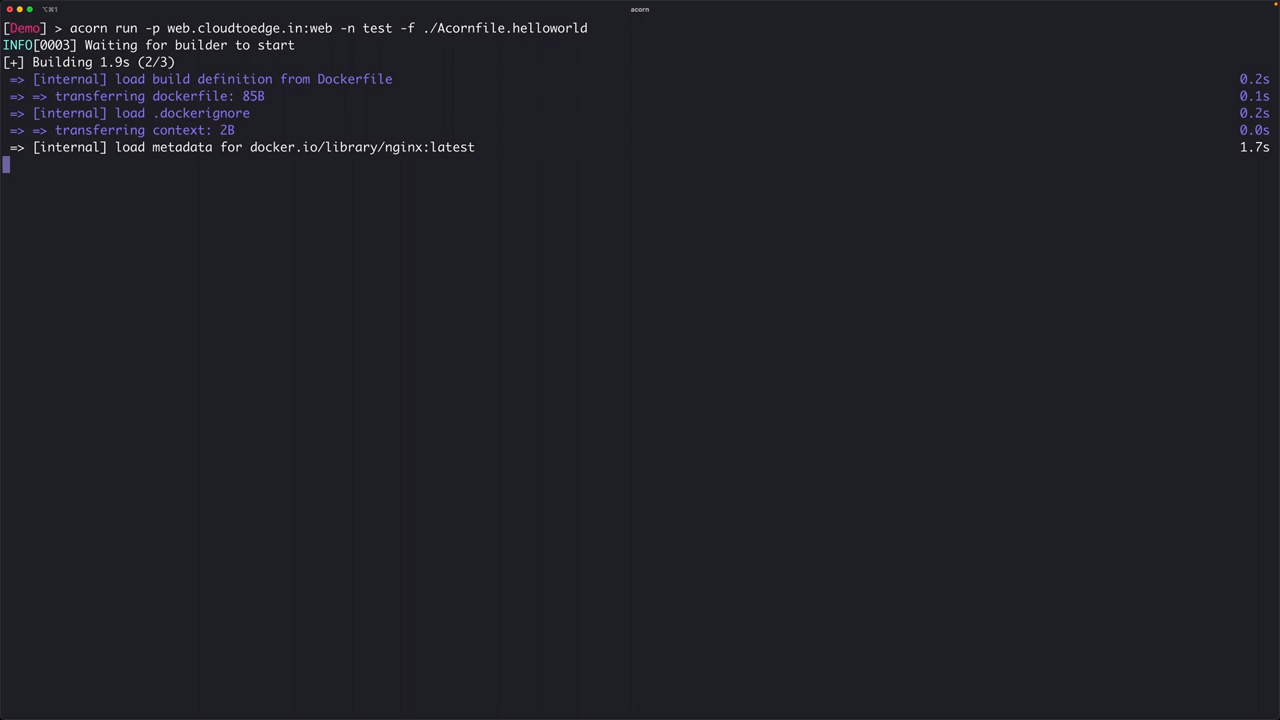 ⌥⌘1
acorn
[Demo] > acorn run -p web.cloudtoedge.in:web -n test -f ./Acornfile.helloworld
INFO[0003] Waiting for builder to start
[+] Building 1.9s (2/3)
=> [internal] load build definition from Dockerfile 0.2s
=> => transferring dockerfile: 85B 0.1s
=> [internal] load .dockerignore 0.2s
=> => transferring context: 2B 0.0s
=> [internal] load metadata for docker.io/library/nginx:latest 1.7s